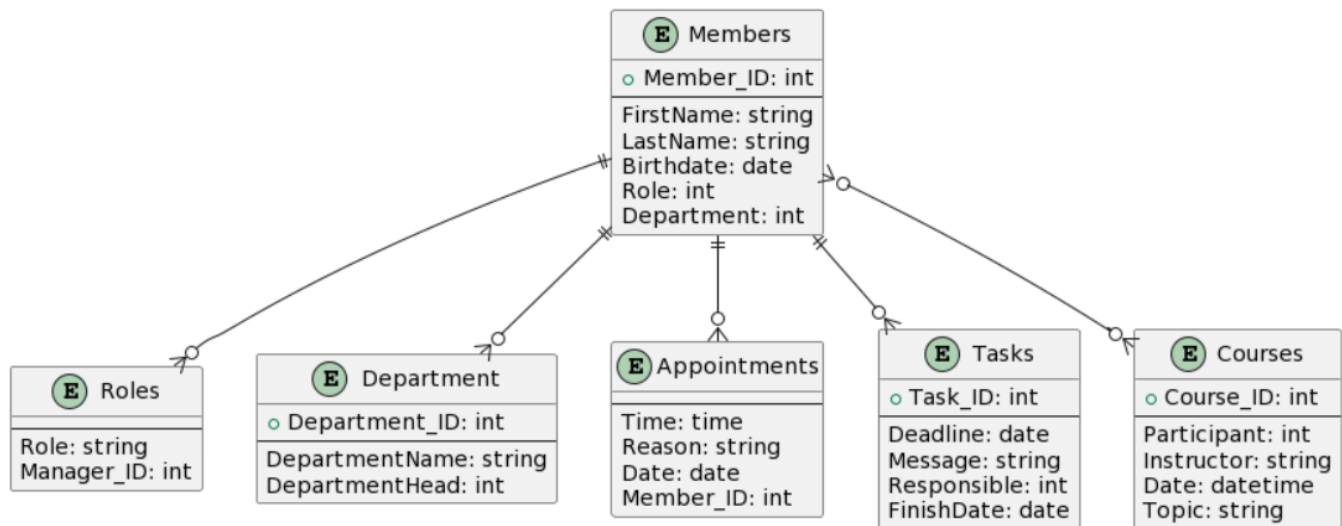 E Members
Member_ID: int
FirstName: string
LastName: string
Birthdate: date
Role: int
Department: int
E Roles
Role: string
Manager_ID: int
E Department
Department_ID: int
DepartmentName: string
DepartmentHead: int
E Appointments
Time: time
Reason: string
Date: date
Member_ID: int
E Tasks
Task_ID: int
Deadline: date
Message: string
Responsible: int
FinishDate: date
E Courses
Course_ID: int
Participant: int
Instructor: string
Date: datetime
Topic: string